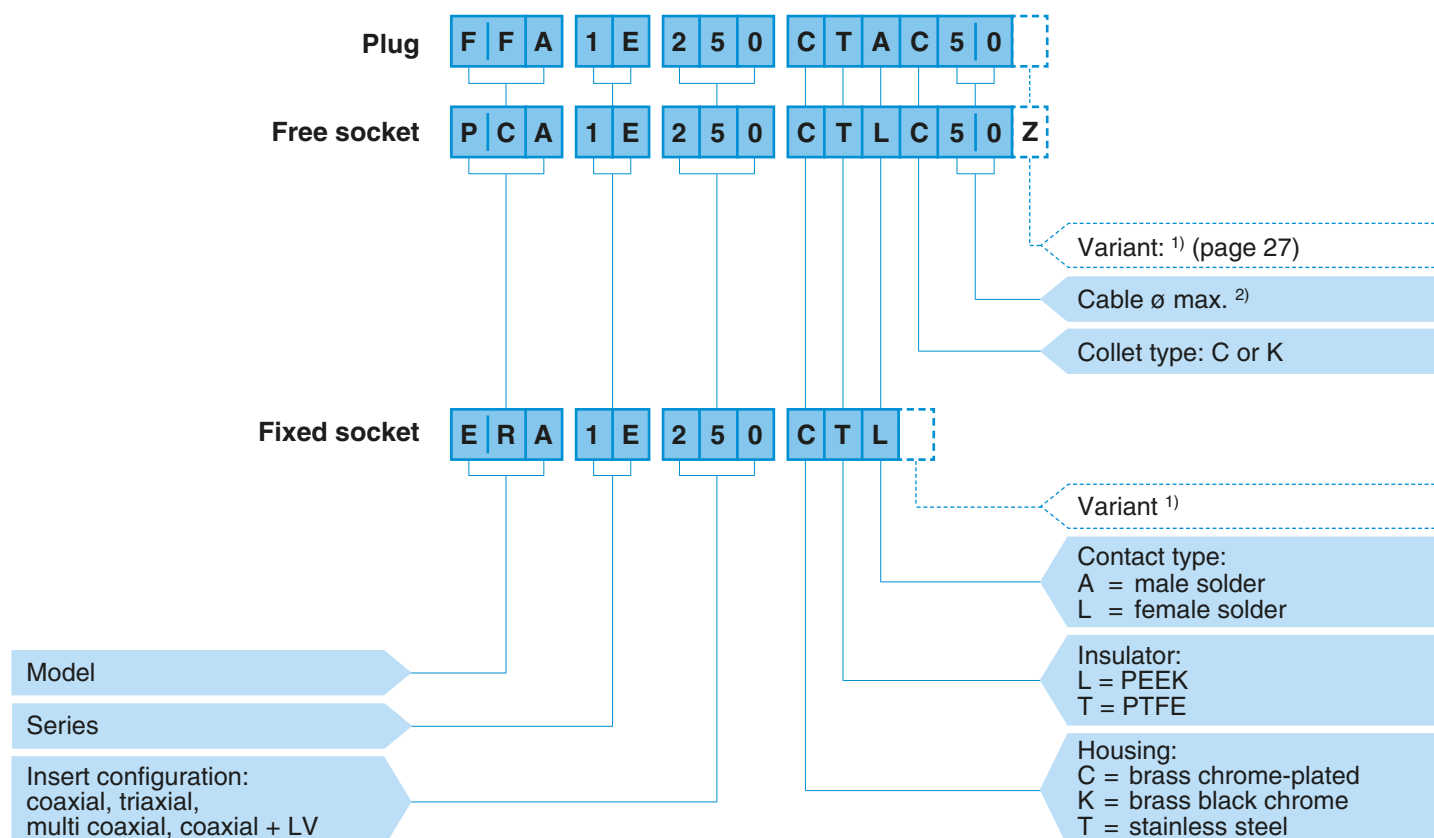 Plug F F A 1 E 2 5 0 C T A C 5 0
Free socket P C A 1 E 2 5 0 C T L C 5 0 Z
Variant: 1) (page 27)
Cable ø max. 2)
Collet type: C or K
Fixed socket E R A 1 E 2 5 0 C T L
Variant 1)
Contact type:
A = male solder
L = female solder
Model
Series
Insert configuration:
coaxial, triaxial,
multi coaxial, coaxial + LV
Insulator:
L = PEEK
T = PTFE
Housing:
C = brass chrome-plated
K = brass black chrome
T = stainless steel